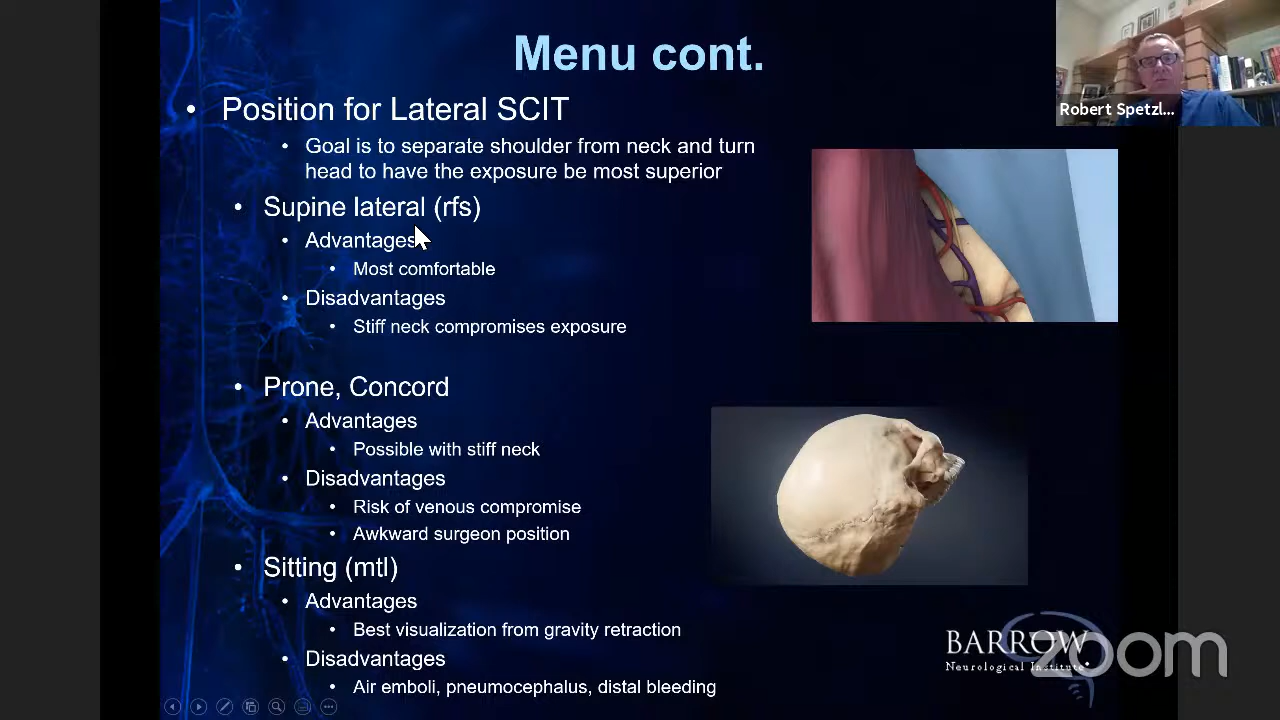 Menu cont.
Robert Spetzl...
Position for Lateral SCIT
Goal is to separate shoulder from neck and turn
head to have the exposure be most superior
Supine lateral (rfs)
Advantages
Most comfortable
Disadvantages
Stiff neck compromises exposure
Prone, Concord
Advantages
Possible with stiff neck
Disadvantages
Risk of venous compromise
Awkward surgeon position
Sitting (mtl)
Advantages
Best visualization from gravity retraction
Disadvantages
Air emboli, pneumocephalus, distal bleeding
BARROW
Neurological Institute
zoom